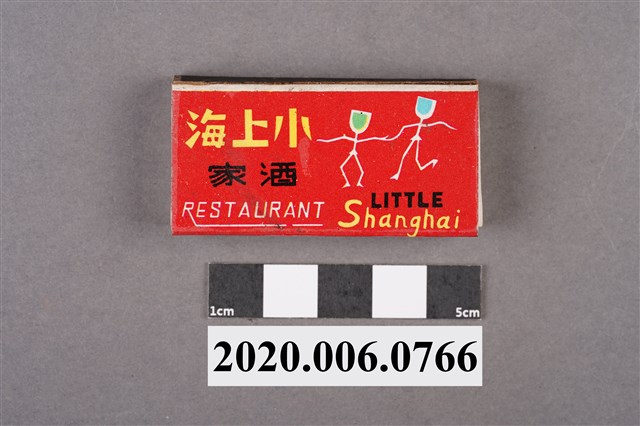 小上海
酒家
RESTAURANT
LITTLE
Shanghai
1cm 5cm
2020.006.0766